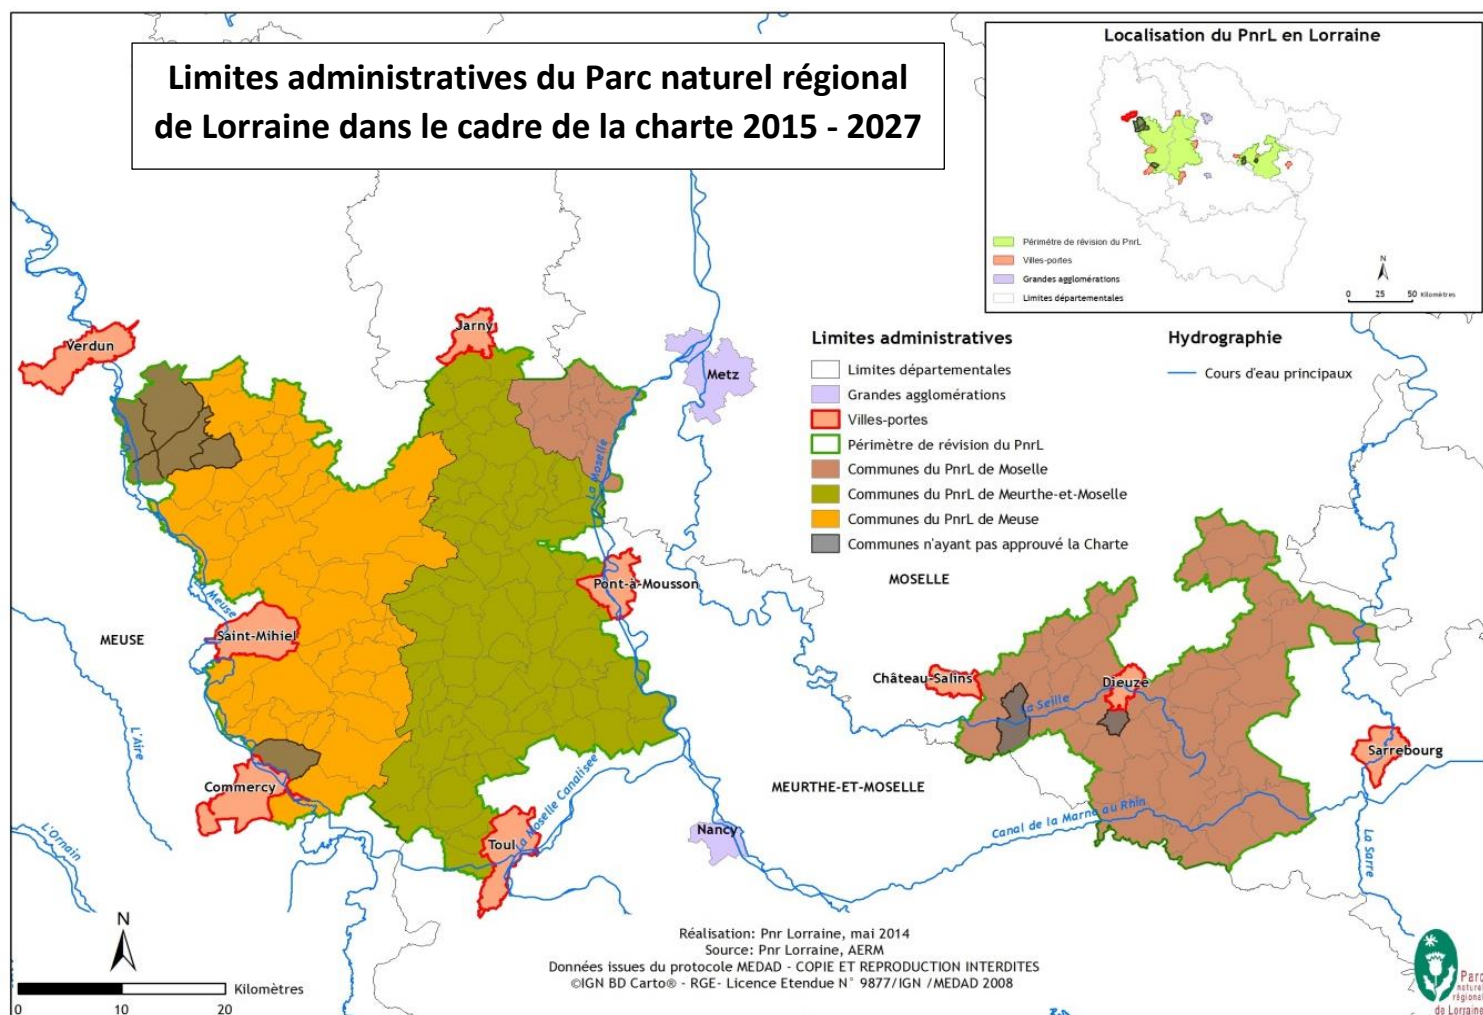 Limites administratives du Parc naturel régional
de Lorraine dans le cadre de la charte 2015 - 2027
Localisation du PnrL en Lorraine
Périmètre de révision du PnrL
Villes-portes
Grandes agglomérations
Limites départementales
N
0 25 50 Kilomètres
Limites administratives
Limites départementales
Grandes agglomérations
Villes-portes
Périmètre de révision du PnrL
Communes du PnrL de Moselle
Communes du PnrL de Meurthe-et-Moselle
Communes du PnrL de Meuse
Communes n'ayant pas approuvé la Charte
Hydrographie
Cours d'eau principaux
Verdun
Jarny
Metz
La Moselle
Pont-à-Mousson
La Meuse
Saint-Mihiel
MEUSE
MOSELLE
L'Aire
Château-Salins
Dieuze
La Seille
Sarrebourg
Commercy
MEURTHE-ET-MOSELLE
La Moselle Canalisee
Canal de la Marne au Rhin
L'Ornain
Toul
Nancy
La Sarre
N
Kilomètres
0 10 20
Réalisation: Pnr Lorraine, mai 2014
Source: Pnr Lorraine, AERM
Données issues du protocole MEDAD - COPIE ET REPRODUCTION INTERDITES
©IGN BD Carto® - RGE- Licence Etendue N° 9877/IGN /MEDAD 2008
Parc
naturel
régional
de Lorraine